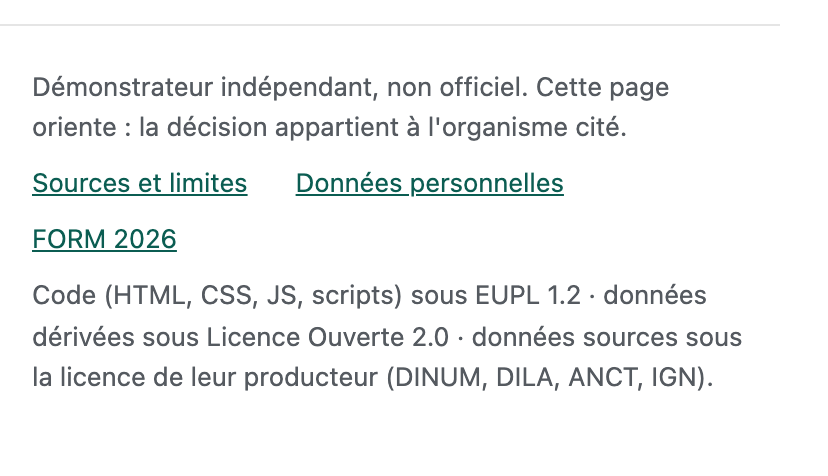 Démonstrateur indépendant, non officiel. Cette page
oriente : la décision appartient à l'organisme cité.
Sources et limites Données personnelles
FORM 2026
Code (HTML, CSS, JS, scripts) sous EUPL 1.2 · données
dérivées sous Licence Ouverte 2.0 · données sources sous
la licence de leur producteur (DINUM, DILA, ANCT, IGN).